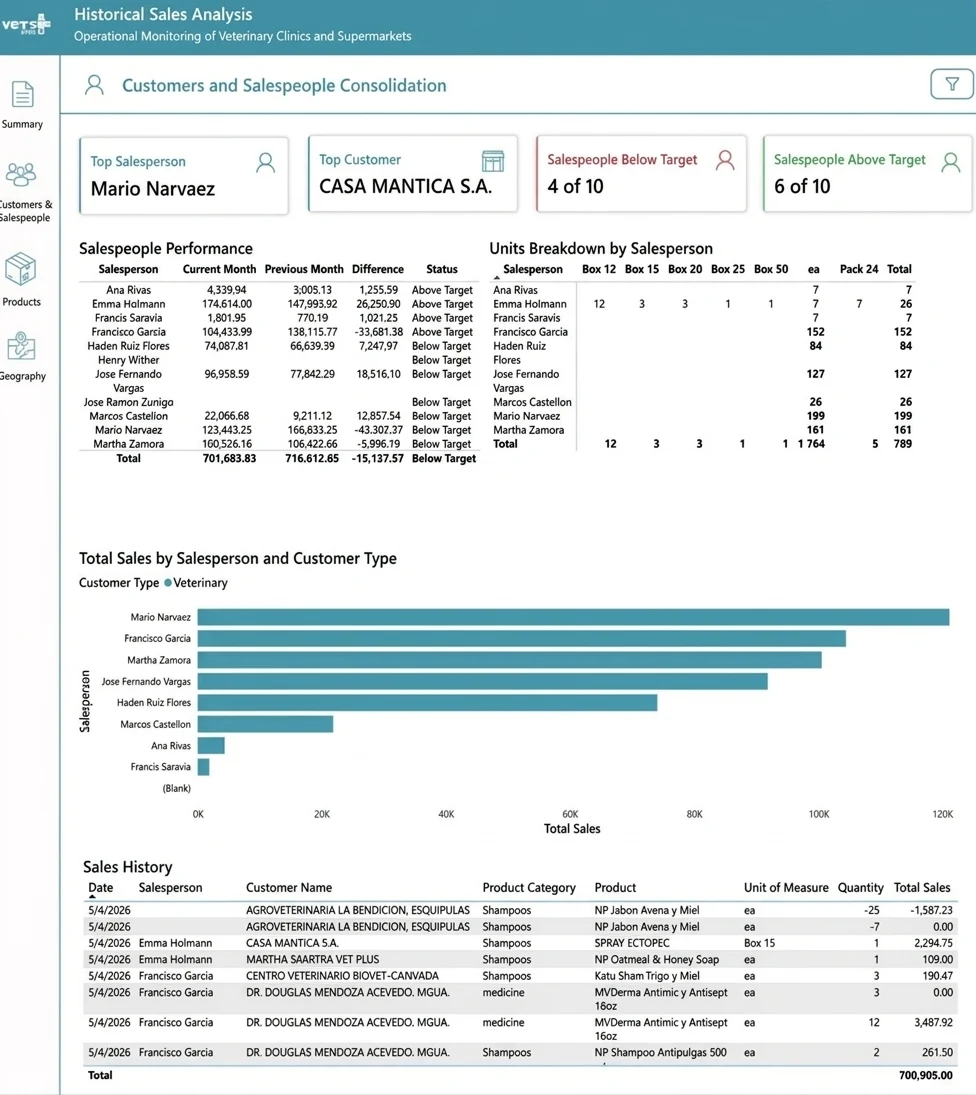 VETS
Historical Sales Analysis
Operational Monitoring of Veterinary Clinics and Supermarkets
Summary
Customers &
Salespeople
Products
Geography
Customers and Salespeople Consolidation
Top Salesperson
Mario Narvaez
Top Customer
CASA MANTICA S.A.
Salespeople Below Target
4 of 10
Salespeople Above Target
6 of 10
Salespeople Performance
Salesperson Current Month Previous Month Difference Status
Ana Rivas 4,339,94 3;005.13 1,255.59 Above Target
Emma Holmann 174,614.00 147,993.92 26,250.90 Above Target
Francis Saravia 1,801.95 770.19 1,021.25 Above Target
Francisco Garcia 104,433.99 138,115.77 -33,681.38 Above Target
Haden Ruiz Flores 74,087.81 66,639.39 7,247,97 Below Target
Henry Wither Below Target
Jose Fernando 96,958.59 77,842.29 18,516,10 Below Target
Vargas
Jose Ramon Zuniga Below Target
Marcos Castellon 22,066.68 9,211.12 12,857.54 Below Target
Mario Narvaez 123,443.25 166,833.25 -43.302,37 Below Target
Martha Zamora 160,526.16 106,422.66 -5,996.19 Below Target
Total 701,683.83 716.612.65 -15,137.57 Below Target
Units Breakdown by Salesperson
Salesperson Box 12 Box 15 Box 20 Box 25 Box 50 ea Pack 24 Total
Ana Rivas 7 7
Emma Holmann 12 3 3 1 1 7 7 26
Francis Saravis 7 7
Francisco Garcia 152 152
Haden Ruiz 84 84
Flores
Jose Fernando 127 127
Vargas
Marcos Castellon 26 26
Mario Narvaez 199 199
Martha Zamora 161 161
Total 12 3 3 1 1 1 764 5 789
Total Sales by Salesperson and Customer Type
Customer Type Veterinary
Salesperson
Mario Narvaez
Francisco Garcia
Martha Zamora
Jose Fernando Vargas
Haden Ruiz Flores
Marcos Castellon
Ana Rivas
Francis Saravia
(Blank)
0K 20K 40K 60K 80K 100K 120K
Total Sales
Sales History
Date Salesperson Customer Name Product Category Product Unit of Measure Quantity Total Sales
5/4/2026 AGROVETERINARIA LA BENDICION, ESQUIPULAS Shampoos NP Jabon Avena y Miel ea -25 -1,587.23
5/4/2026 AGROVETERINARIA LA BENDICION, ESQUIPULAS Shampoos NP Jabon Avena y Miel ea -7 0.00
5/4/2026 Emma Holmann CASA MANTICA S.A. Shampoos SPRAY ECTOPEC Box 15 1 2,294.75
5/4/2026 Emma Holmann MARTHA SAARTRA VET PLUS Shampoos NP Oatmeal & Honey Soap ea 1 109.00
5/4/2026 Francisco Garcia CENTRO VETERINARIO BIOVET-CANVADA Shampoos Katu Sham Trigo y Miel ea 3 190.47
5/4/2026 Francisco Garcia DR. DOUGLAS MENDOZA ACEVEDO. MGUA. medicine MVDerma Antimic y Antisept ea 3 0.00
16oz
5/4/2026 Francisco Garcia DR. DOUGLAS MENDOZA ACEVEDO. MGUA. medicine MVDerma Antimic y Antisept ea 12 3,487.92
16oz
5/4/2026 Francisco Garcia DR. DOUGLAS MENDOZA ACEVEDO. MGUA. Shampoos NP Shampoo Antipulgas 500 ea 2 261.50
Total 700,905.00